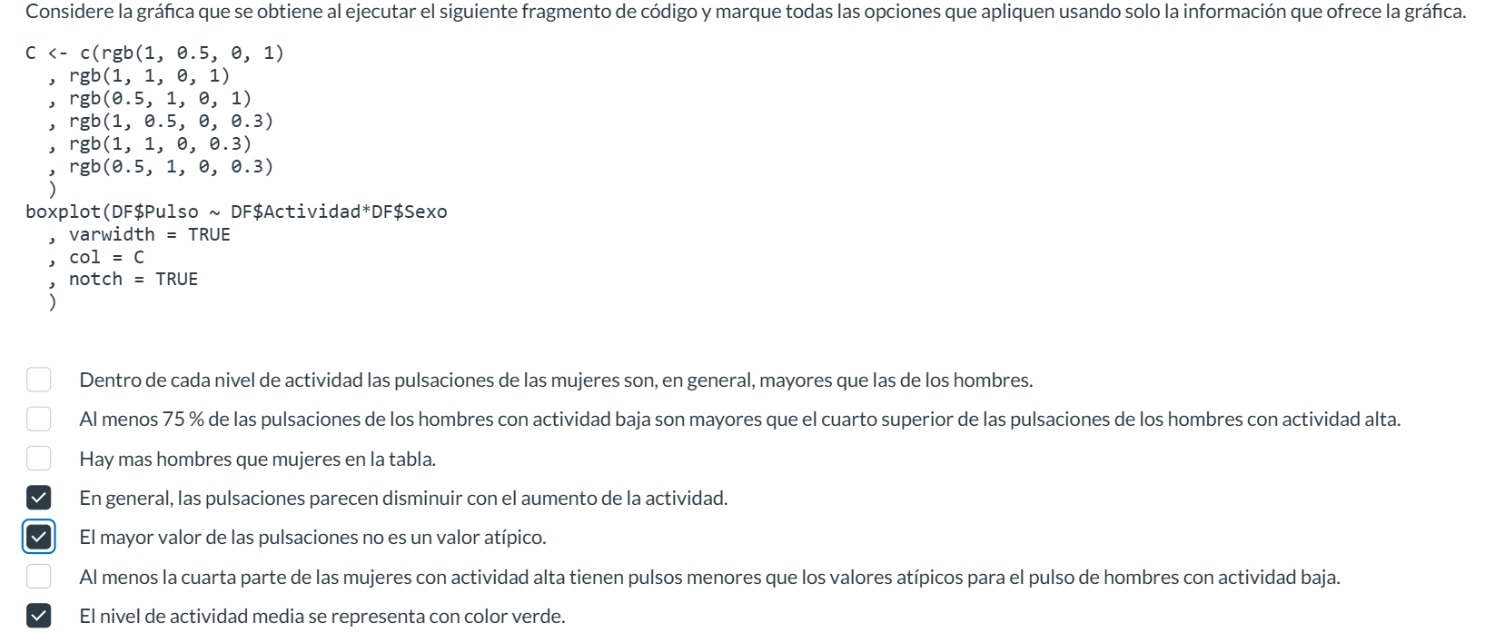 Considere la gráfica que se obtiene al ejecutar el siguiente fragmento de código y marque todas las opciones que apliquen usando solo la información que ofrece la gráfica.
C <- c(rgb(1, 0.5, 0, 1)
, rgb(1, 1, 0, 1)
, rgb(0.5, 1, 0, 1)
, rgb(1, 0.5, 0, 0.3)
, rgb(1, 1, 0, 0.3)
, rgb(0.5, 1, 0, 0.3)
)
boxplot(DF$Pulso ~ DF$Actividad*DF$Sexo
, varwidth = TRUE
, col = C
, notch = TRUE
)
Dentro de cada nivel de actividad las pulsaciones de las mujeres son, en general, mayores que las de los hombres.
Al menos 75 % de las pulsaciones de los hombres con actividad baja son mayores que el cuarto superior de las pulsaciones de los hombres con actividad alta.
Hay mas hombres que mujeres en la tabla.
En general, las pulsaciones parecen disminuir con el aumento de la actividad.
El mayor valor de las pulsaciones no es un valor atípico.
Al menos la cuarta parte de las mujeres con actividad alta tienen pulsos menores que los valores atípicos para el pulso de hombres con actividad baja.
El nivel de actividad media se representa con color verde.